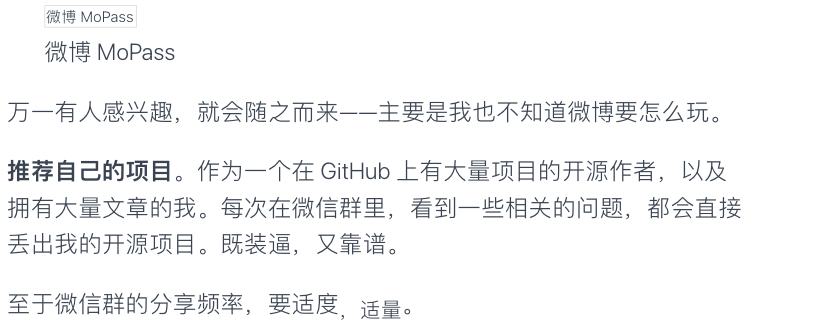 微博 MoPass
微博 MoPass
万一有人感兴趣，就会随之而来——主要是我也不知道微博要怎么玩。
推荐自己的项目。作为一个在 GitHub 上有大量项目的开源作者，以及
拥有大量文章的我。每次在微信群里，看到一些相关的问题，都会直接
丢出我的开源项目。既装逼，又靠谱。
至于微信群的分享频率，要适度，适量。